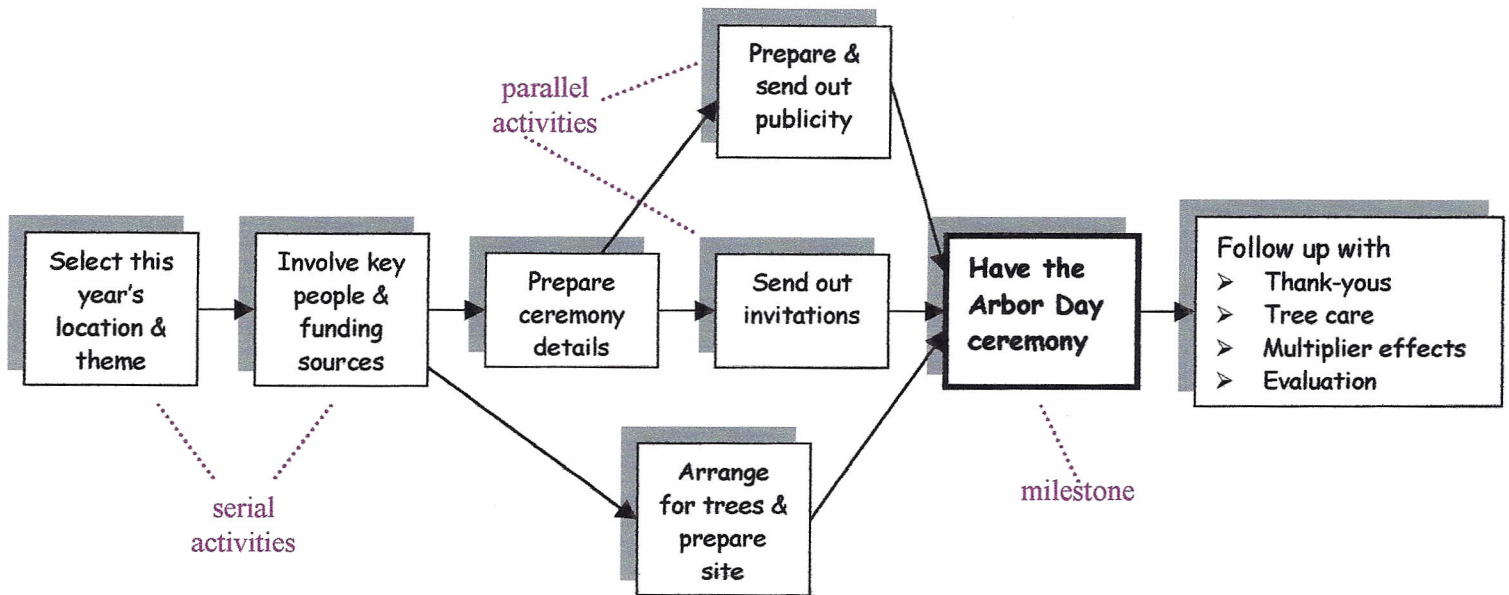 Prepare &
send out
publicity
parallel
activities
Select this
year's
location &
theme
Involve key
people &
funding
sources
Prepare
ceremony
details
Send out
invitations
Have the
Arbor Day
ceremony
Follow up with
➢ Thank-yous
➢ Tree care
➢ Multiplier effects
➢ Evaluation
Arrange
for trees &
prepare
site
serial
activities
milestone